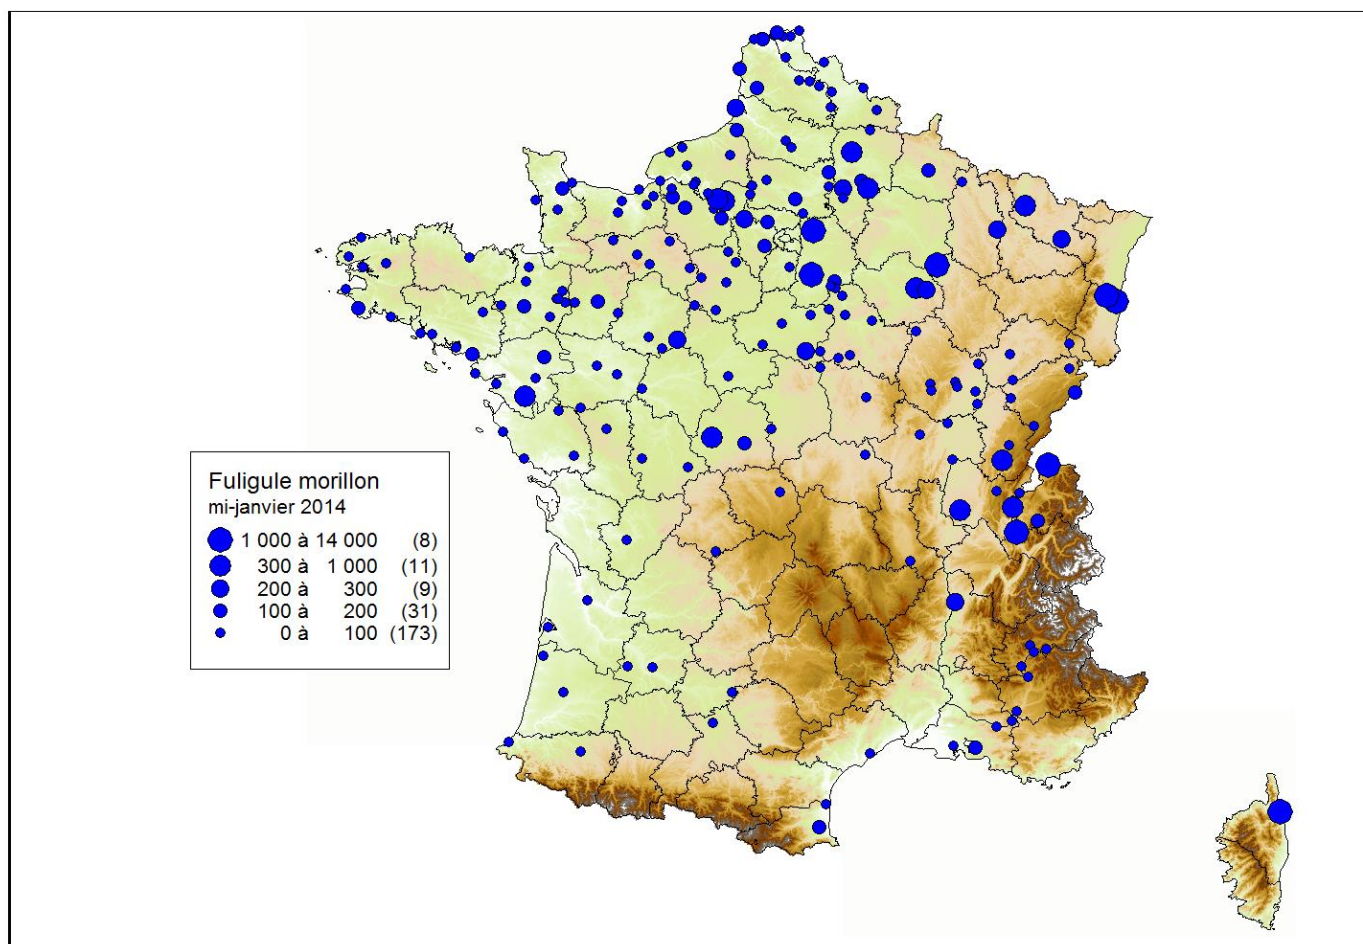 Fuligule morillon
mi-janvier 2014
1 000 à 14 000 (8)
300 à 1 000 (11)
200 à 300 (9)
100 à 200 (31)
0 à 100 (173)